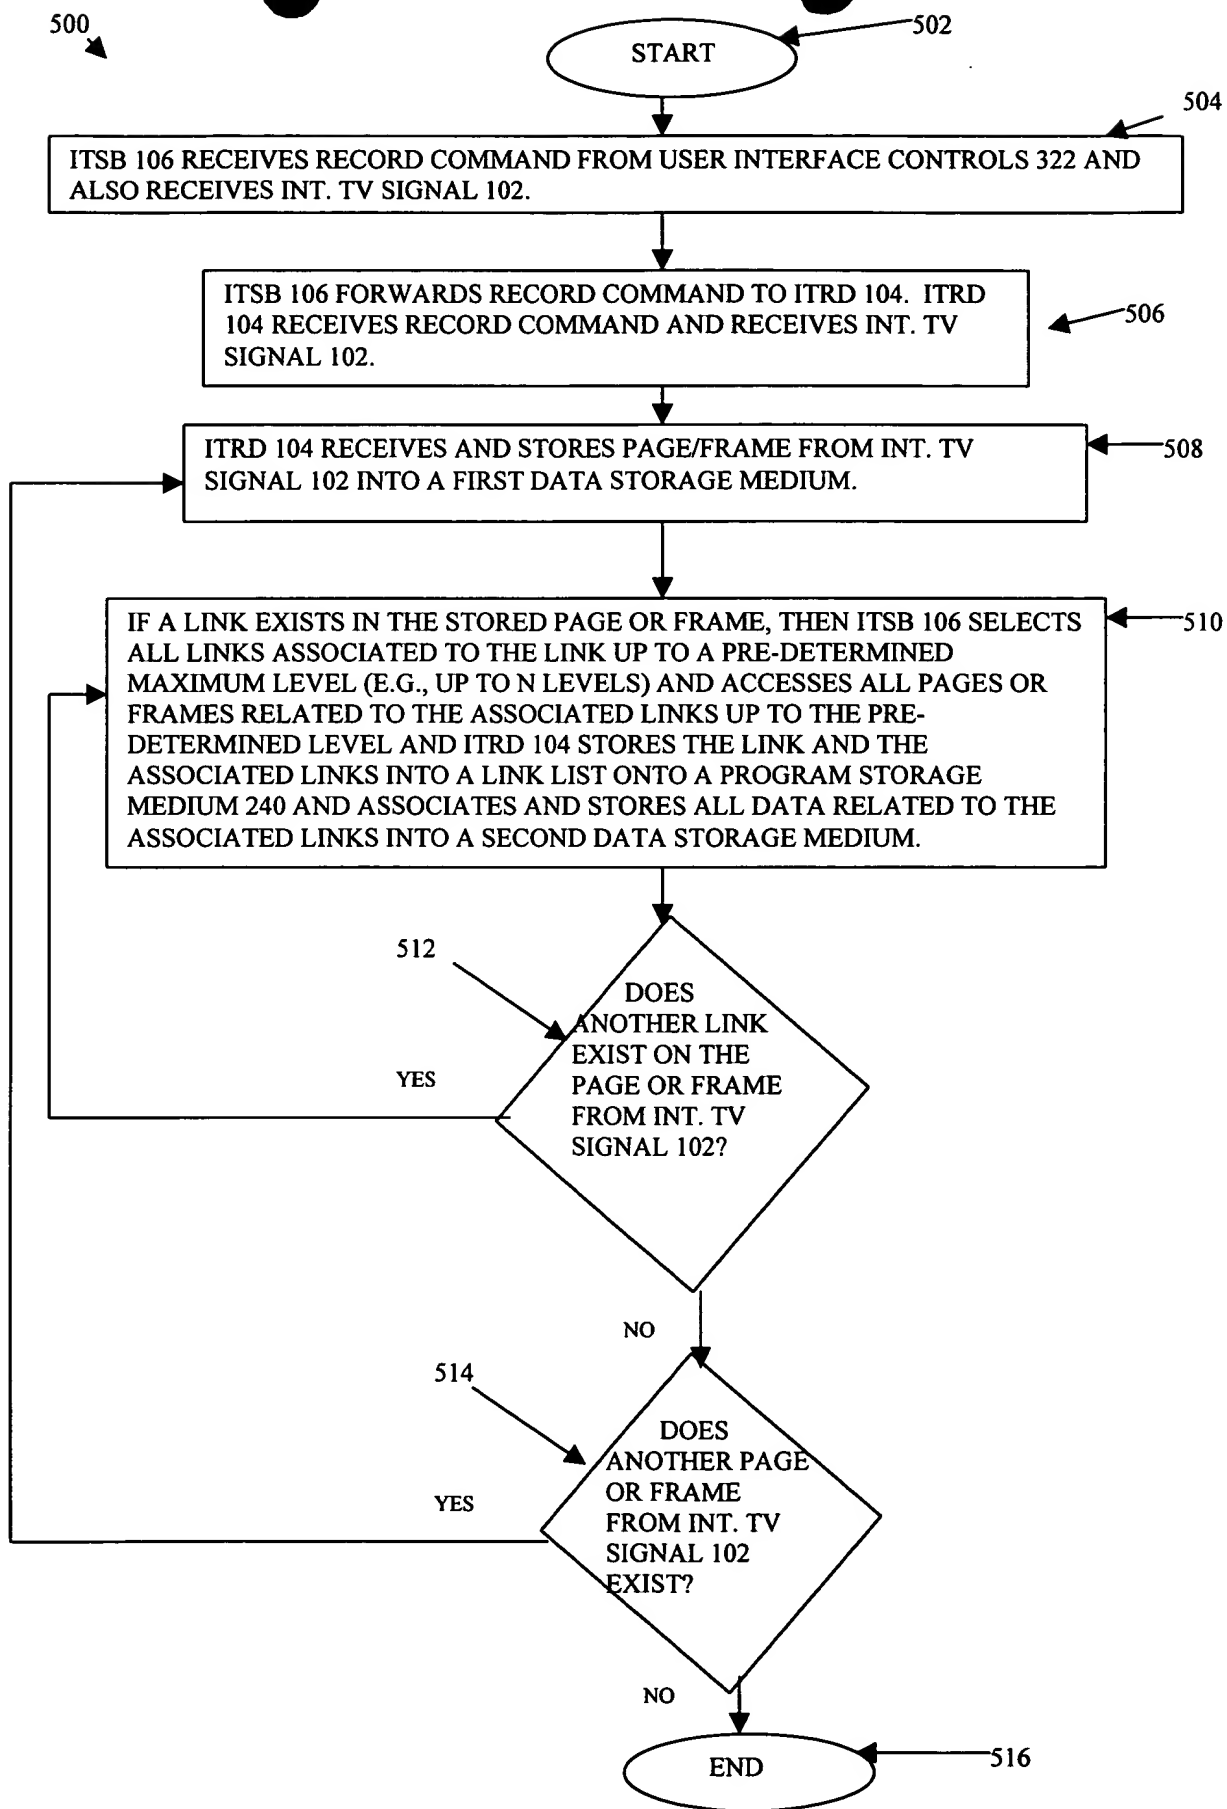 500
502
START
504
ITSB 106 RECEIVES RECORD COMMAND FROM USER INTERFACE CONTROLS 322 AND
ALSO RECEIVES INT. TV SIGNAL 102.
ITSB 106 FORWARDS RECORD COMMAND TO ITRD 104. ITRD
104 RECEIVES RECORD COMMAND AND RECEIVES INT. TV
SIGNAL 102.
506
ITRD 104 RECEIVES AND STORES PAGE/FRAME FROM INT. TV
SIGNAL 102 INTO A FIRST DATA STORAGE MEDIUM.
508
IF A LINK EXISTS IN THE STORED PAGE OR FRAME, THEN ITSB 106 SELECTS
ALL LINKS ASSOCIATED TO THE LINK UP TO A PRE-DETERMINED
MAXIMUM LEVEL (E.G., UP TO N LEVELS) AND ACCESSES ALL PAGES OR
FRAMES RELATED TO THE ASSOCIATED LINKS UP TO THE PRE-
DETERMINED LEVEL AND ITRD 104 STORES THE LINK AND THE
ASSOCIATED LINKS INTO A LINK LIST ONTO A PROGRAM STORAGE
MEDIUM 240 AND ASSOCIATES AND STORES ALL DATA RELATED TO THE
ASSOCIATED LINKS INTO A SECOND DATA STORAGE MEDIUM.
510
512
DOES
ANOTHER LINK
EXIST ON THE
PAGE OR FRAME
FROM INT. TV
SIGNAL 102?
YES
NO
514
DOES
ANOTHER PAGE
OR FRAME
FROM INT. TV
SIGNAL 102
EXIST?
YES
NO
END
516